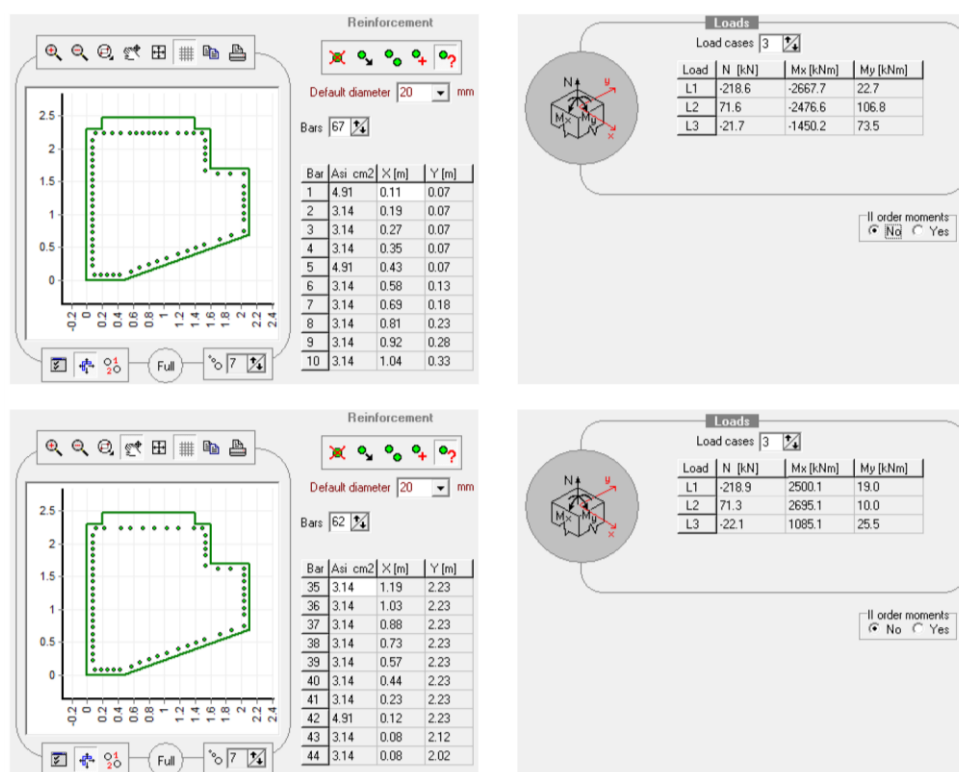 Reinforcement
Default diameter 20 mm
Bars 67
2.5
2
1.5
1
0.5
0
-0.2 0 0.2 0.4 0.6 0.8 1 1.2 1.4 1.6 1.8 2 2.2 2.4
Full 7
Bar Asi cm2 X [m] Y [m]
1 4.91 0.11 0.07
2 3.14 0.19 0.07
3 3.14 0.27 0.07
4 3.14 0.35 0.07
5 4.91 0.43 0.07
6 3.14 0.58 0.13
7 3.14 0.69 0.18
8 3.14 0.81 0.23
9 3.14 0.92 0.28
10 3.14 1.04 0.33
Loads
Load cases 3
Load N [kN] Mx [kNm] My [kNm]
L1 -218.6 -2667.7 22.7
L2 71.6 -2476.6 106.8
L3 -21.7 -1450.2 73.5
N y
Mx My
x
II order moments
No Yes
Reinforcement
Default diameter 20 mm
Bars 62
2.5
2
1.5
1
0.5
0
-0.2 0 0.2 0.4 0.6 0.8 1 1.2 1.4 1.6 1.8 2 2.2 2.4
Full 7
Bar Asi cm2 X [m] Y [m]
35 3.14 1.19 2.23
36 3.14 1.03 2.23
37 3.14 0.88 2.23
38 3.14 0.73 2.23
39 3.14 0.57 2.23
40 3.14 0.44 2.23
41 3.14 0.23 2.23
42 4.91 0.12 2.23
43 3.14 0.08 2.12
44 3.14 0.08 2.02
Loads
Load cases 3
Load N [kN] Mx [kNm] My [kNm]
L1 -218.9 2500.1 19.0
L2 71.3 2695.1 10.0
L3 -22.1 1085.1 25.5
N y
Mx My
x
II order moments
No Yes